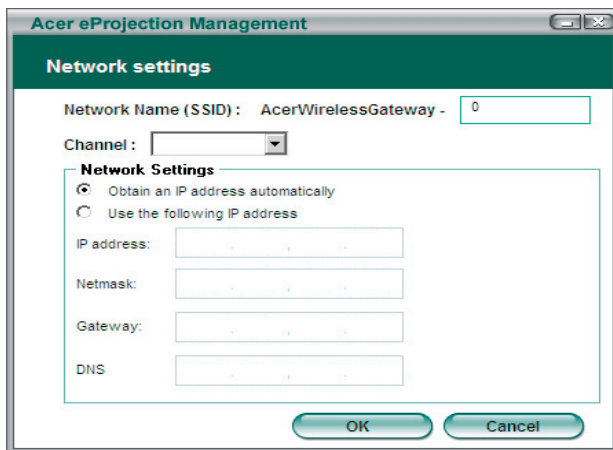 Acer eProjection Management
Network settings
Network Name (SSID) : AcerWirelessGateway - 0
Channel :
Network Settings
Obtain an IP address automatically
Use the following IP address
IP address:
Netmask:
Gateway:
DNS
OK Cancel